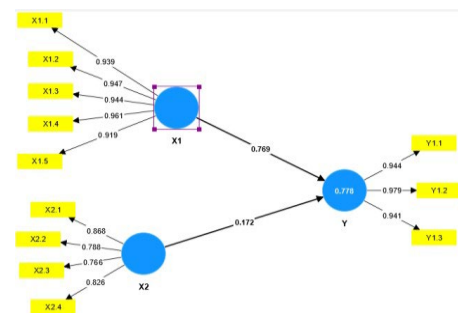 X1.1
X1.2
X1.3
X1.4
X1.5
0.939
0.947
0.944
0.961
0.919
X1
0.769
X2.1
X2.2
X2.3
X2.4
0.868
0.788
0.766
0.826
X2
0.172
0.778
Y
0.944
0.979
0.941
Y1.1
Y1.2
Y1.3